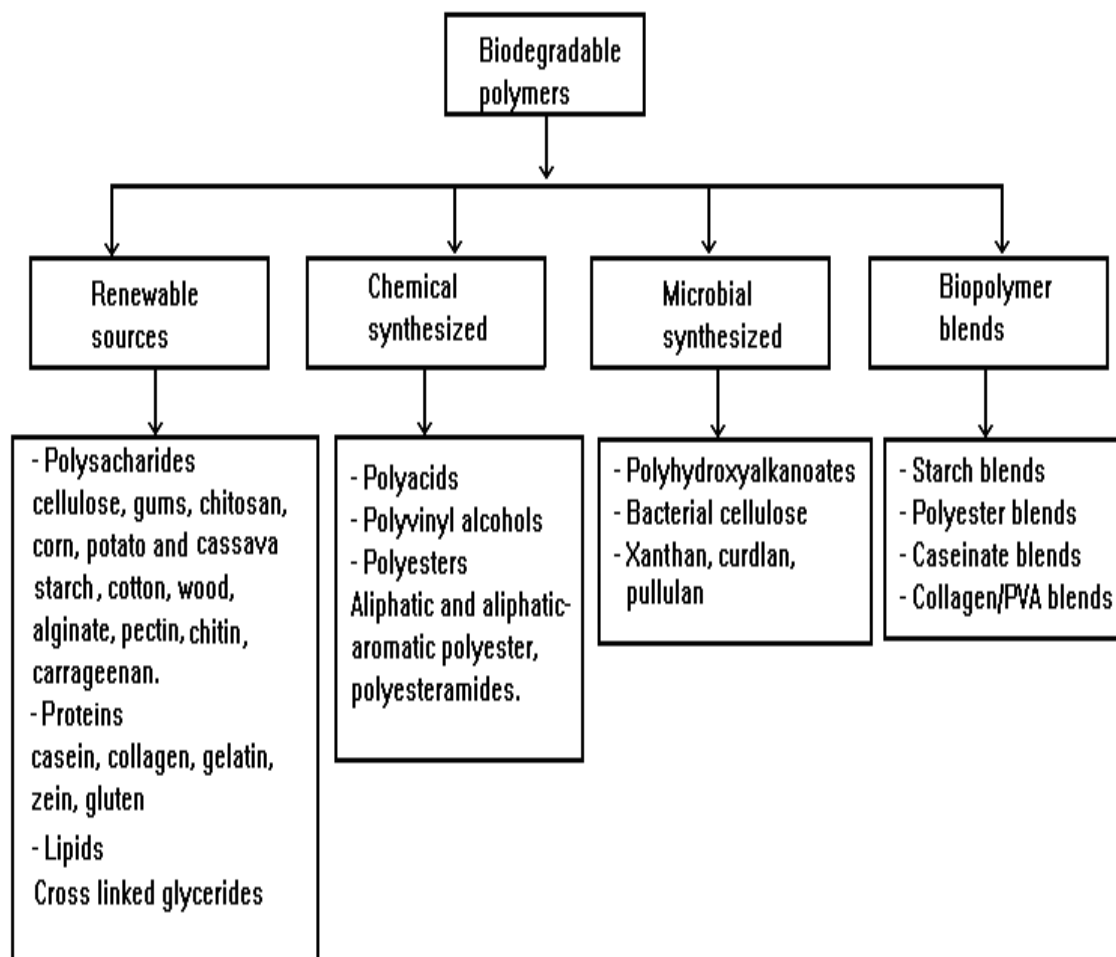 Biodegradable
polymers
Renewable
sources
Chemical
synthesized
Microbial
synthesized
Biopolymer
blends
- Polysacharides
cellulose, gums, chitosan,
corn, potato and cassava
starch, cotton, wood,
alginate, pectin, chitin,
carrageenan.
- Proteins
casein, collagen, gelatin,
zein, gluten
- Lipids
Cross linked glycerides
- Polyacids
- Polyvinyl alcohols
- Polyesters
Aliphatic and aliphatic-
aromatic polyester,
polyesteramides.
- Polyhydroxyalkanoates
- Bacterial cellulose
- Xanthan, curdlan,
pullulan
- Starch blends
- Polyester blends
- Caseinate blends
- Collagen/PVA blends